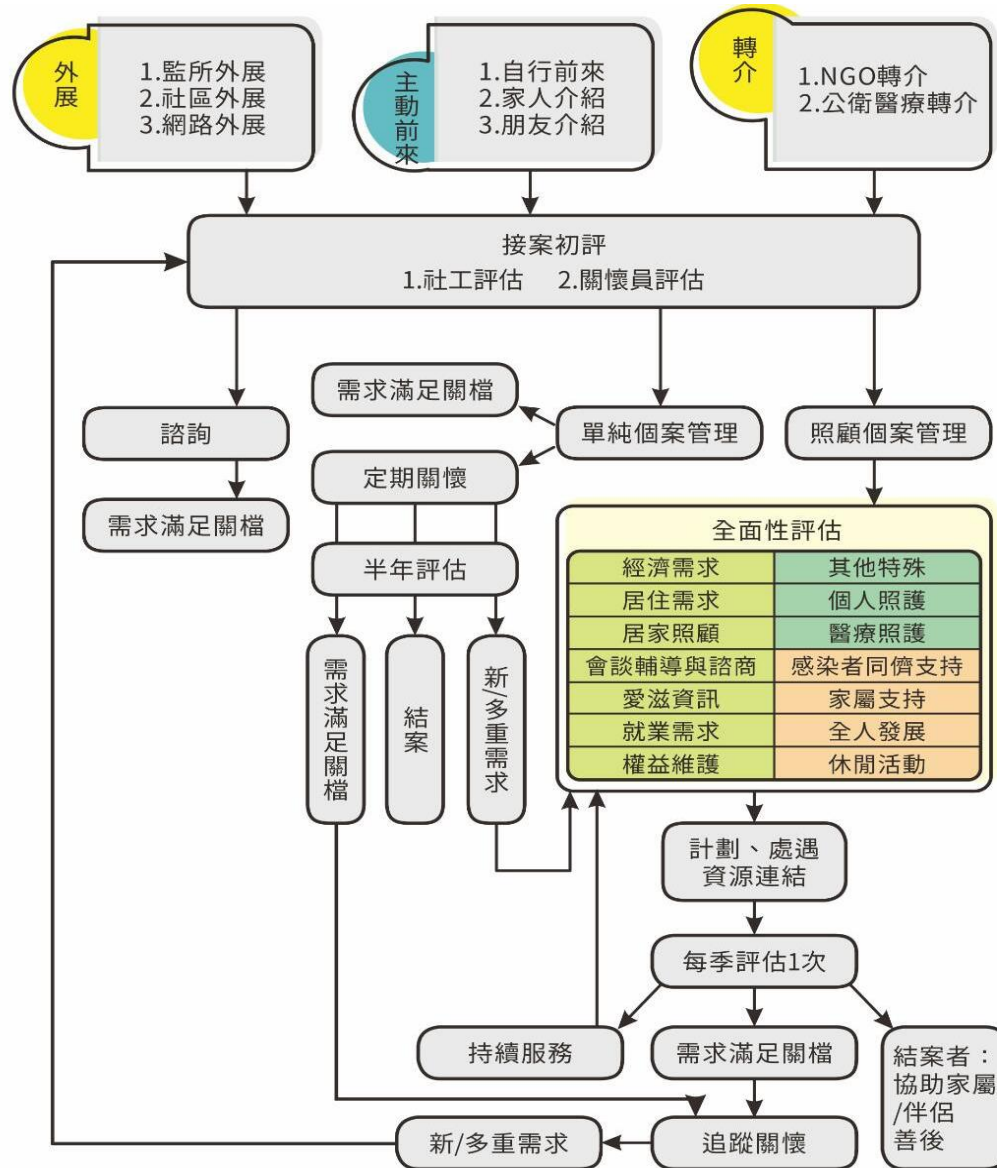 外展
1.監所外展
2.社區外展
3.網路外展
主動前來
1.自行前來
2.家人介紹
3.朋友介紹
轉介
1.NGO轉介
2.公衛醫療轉介
接案初評
1.社工評估 2.關懷員評估
諮詢
需求滿足關檔
需求滿足關檔
單純個案管理
定期關懷
半年評估
需求滿足關檔
結案
新/多重需求
照顧個案管理
全面性評估
經濟需求 其他特殊
居住需求 個人照護
居家照顧 醫療照護
會談輔導與諮商 感染者同儕支持
愛滋資訊 家屬支持
就業需求 全人發展
權益維護 休閒活動
計劃、處遇
資源連結
每季評估1次
持續服務
需求滿足關檔
結案者：
協助家屬
/伴侶
善後
追蹤關懷
新/多重需求